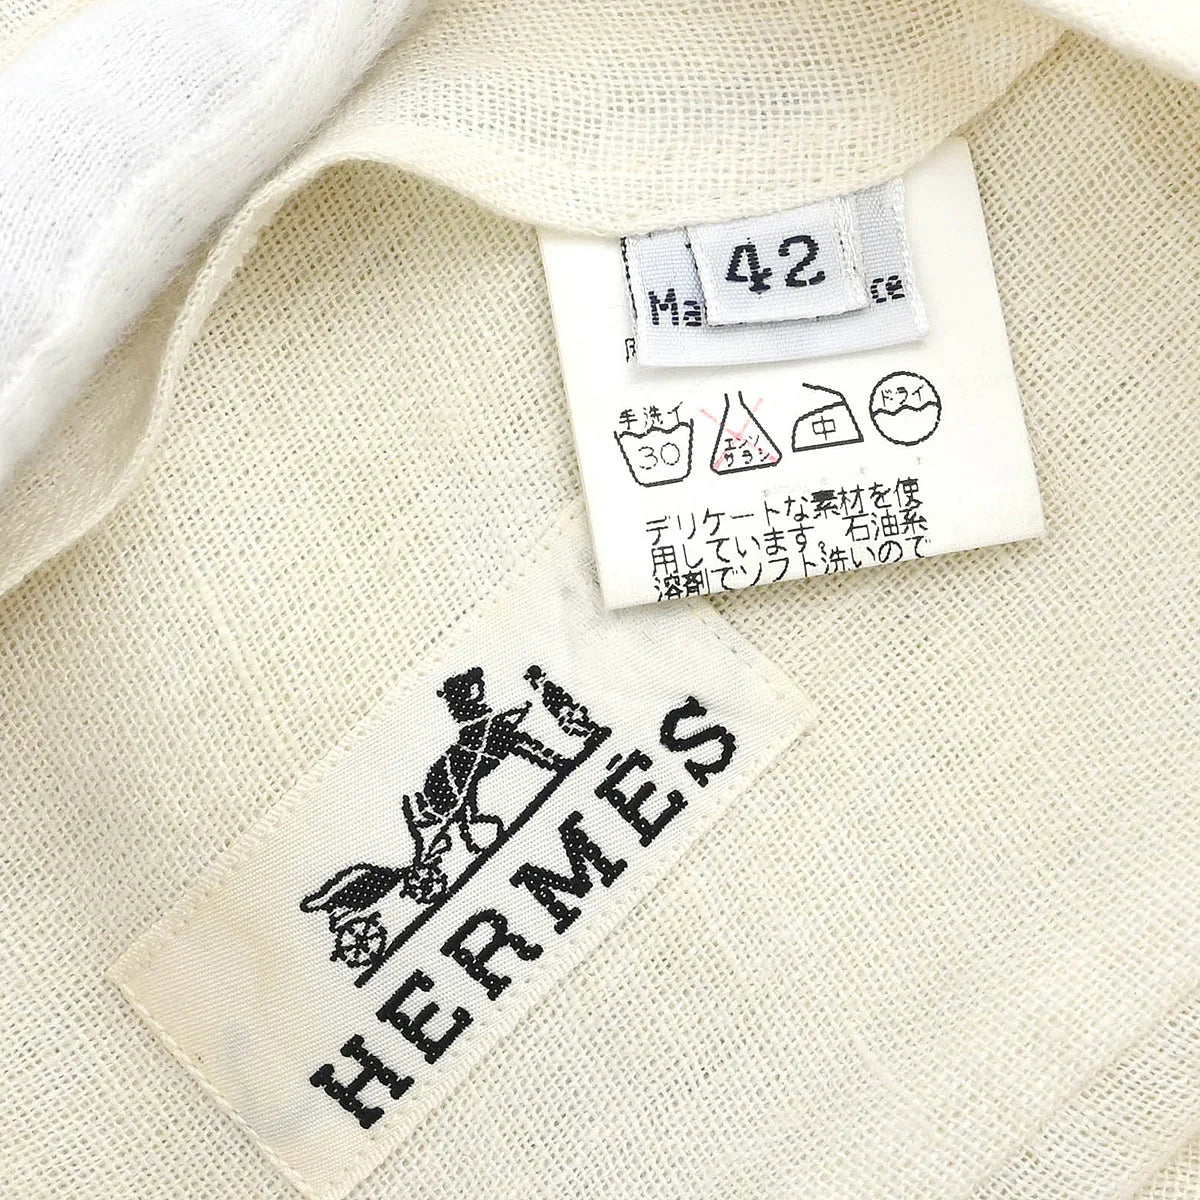 42
Ma ce
手洗イ
30
エンソ
サラシ
中
ドライ
デリケートな素材を使
用しています。石油系
溶剤でソフト洗いので
HERMÈS